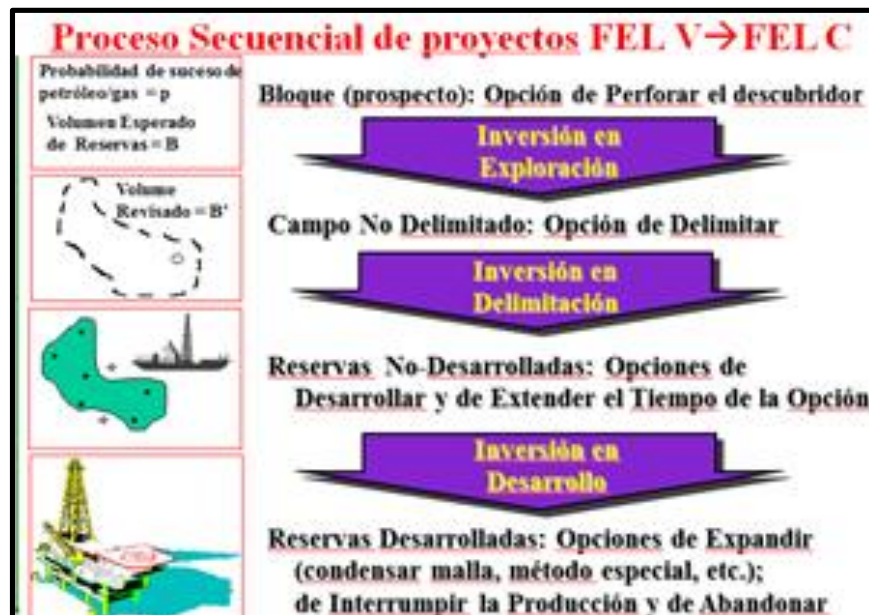 Proceso Secuencial de proyectos FEL V→FEL C
Probabilidad de suceso de
petróleo/gas = p
Volumen Esperado
de Reservas = B
Bloque (prospecto): Opción de Perforar el descubridor
Inversión en
Exploración
Volume
Revisado = B'
Campo No Delimitado: Opción de Delimitar
Inversión en
Delimitación
Reservas No-Desarrolladas: Opciones de
Desarrollar y de Extender el Tiempo de la Opción
Inversión en
Desarrollo
Reservas Desarrolladas: Opciones de Expandir
(condensar malla, método especial, etc.);
de Interrumpir la Producción y de Abandonar